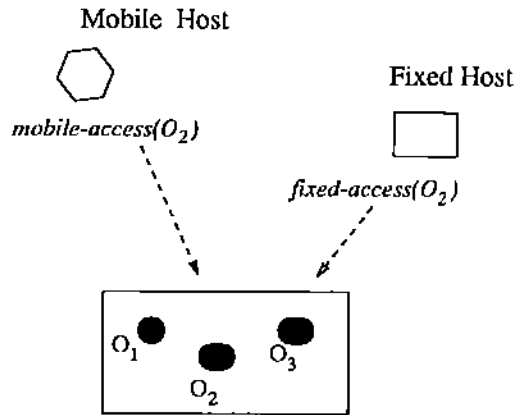 Mobile Host
Fixed Host
mobile-access(O₂)
fixed-access(O₂)
O₁
O₂
O₃